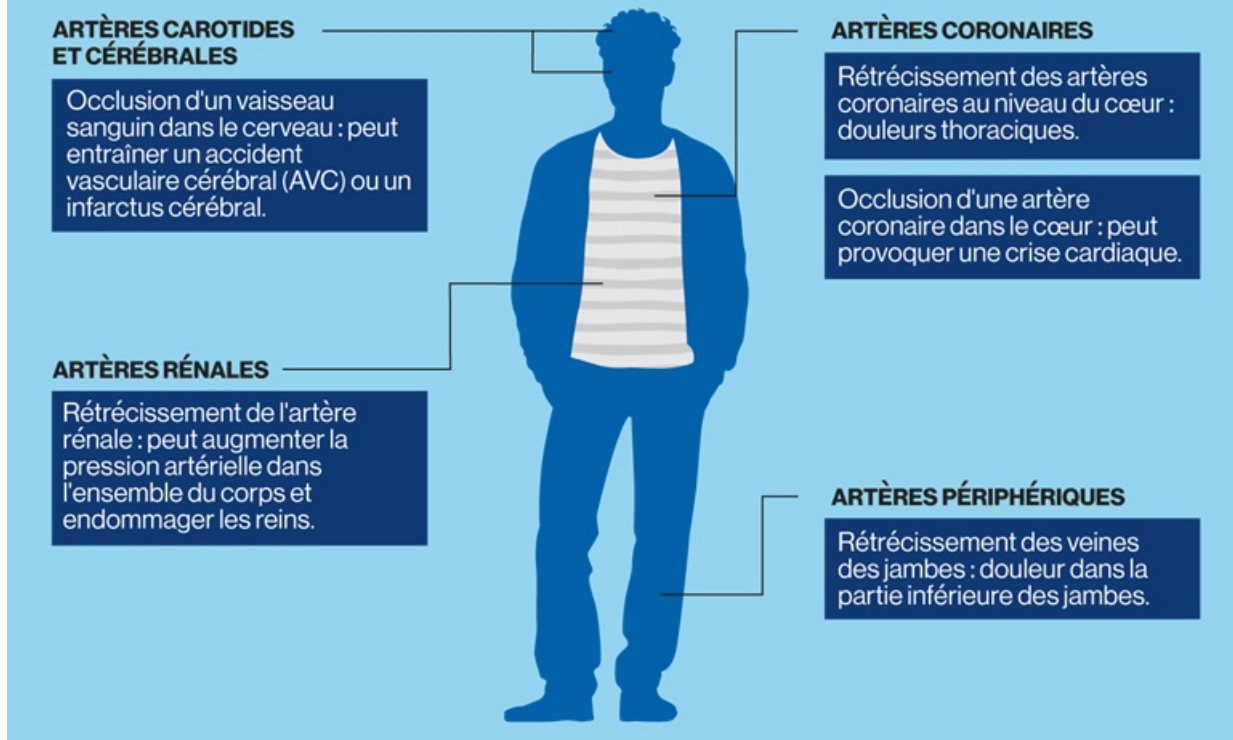 ARTÈRES CAROTIDES
ET CÉRÉBRALES
Occlusion d'un vaisseau
sanguin dans le cerveau : peut
entraîner un accident
vasculaire cérébral (AVC) ou un
infarctus cérébral.
ARTÈRES RÉNALES
Rétrécissement de l'artère
rénale : peut augmenter la
pression artérielle dans
l'ensemble du corps et
endommager les reins.
ARTÈRES CORONAIRES
Rétrécissement des artères
coronaires au niveau du cœur :
douleurs thoraciques.
Occlusion d'une artère
coronaire dans le cœur : peut
provoquer une crise cardiaque.
ARTÈRES PÉRIPHÉRIQUES
Rétrécissement des veines
des jambes : douleur dans la
partie inférieure des jambes.